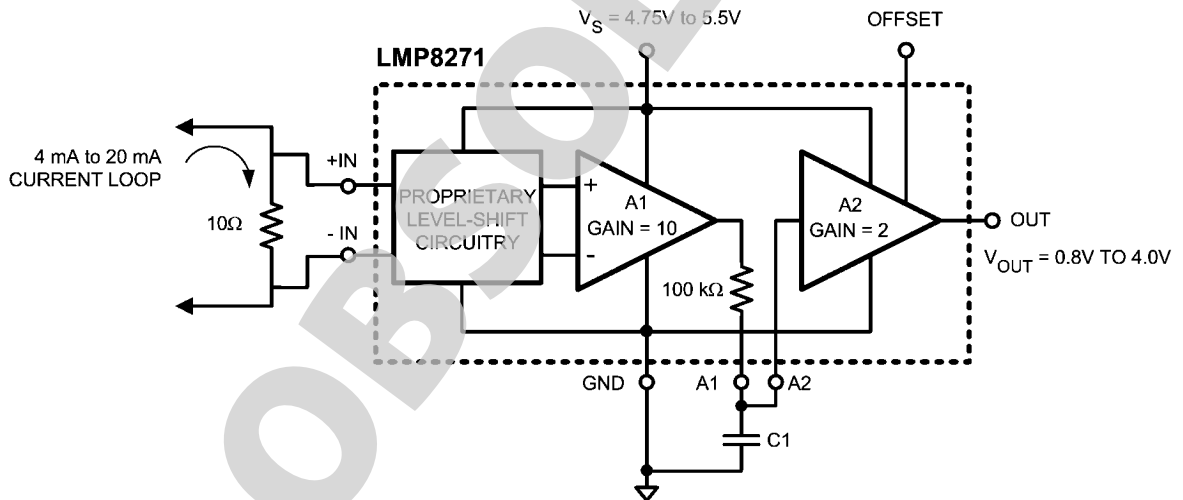 V_S = 4.75V to 5.5V
OFFSET
LMP8271
4 mA to 20 mA
CURRENT LOOP
+IN
10Ω
- IN
PROPRIETARY
LEVEL-SHIFT
CIRCUITRY
+
-
A1
GAIN = 10
A2
GAIN = 2
OUT
V_OUT = 0.8V TO 4.0V
100 kΩ
GND
A1
A2
C1
OBSOLE